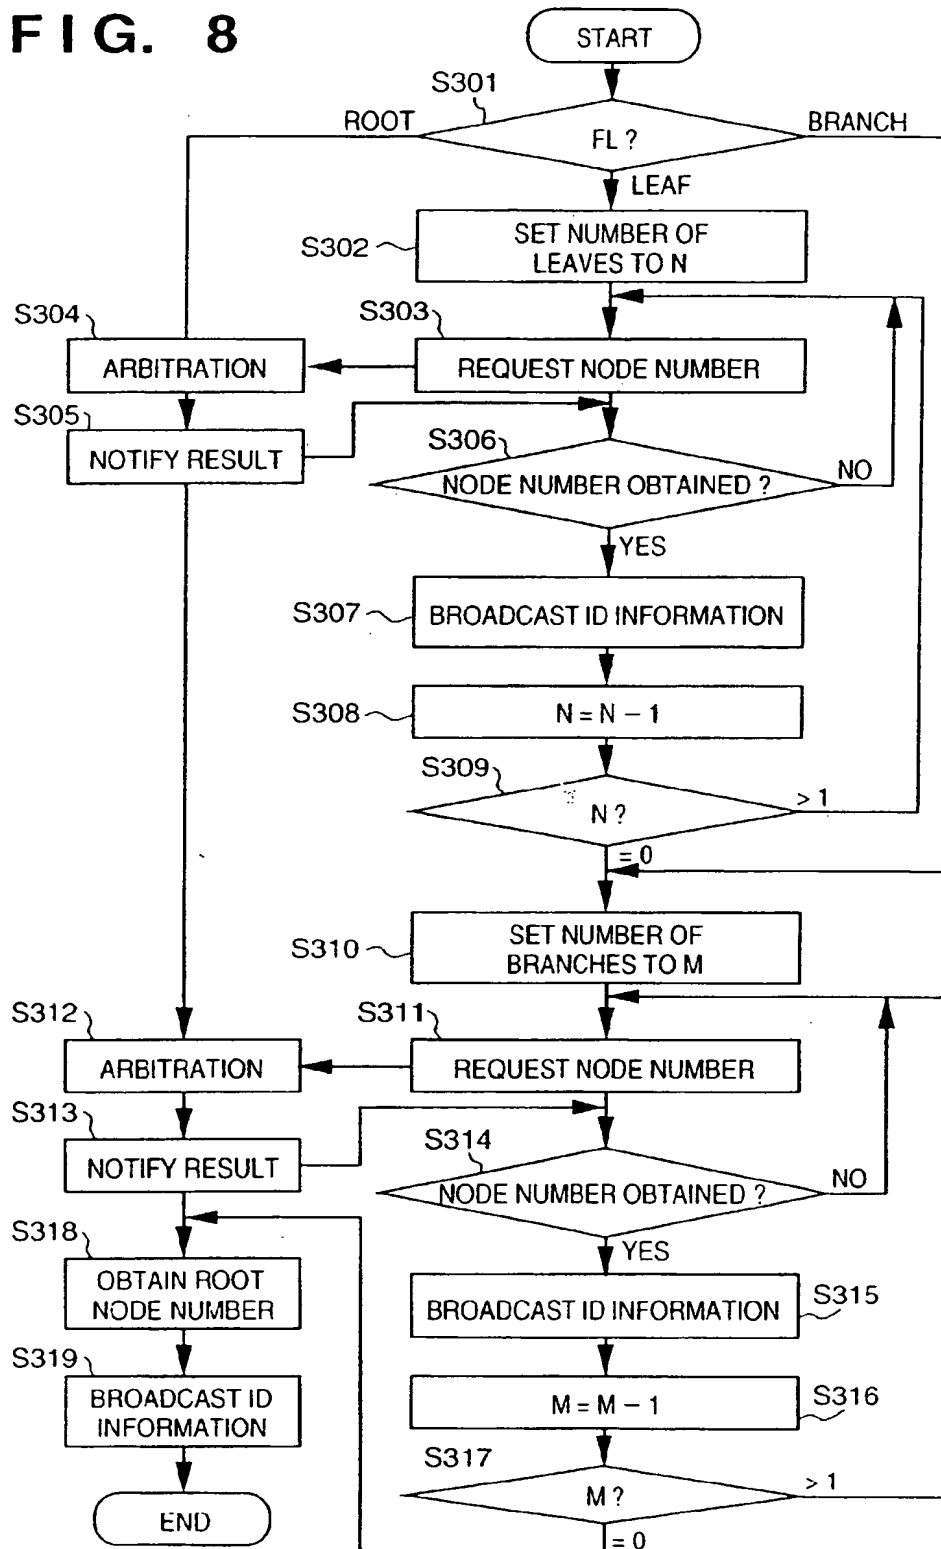 FIG. 8
START
S301
ROOT
FL ?
BRANCH
LEAF
S302
SET NUMBER OF
LEAVES TO N
S304
S303
ARBITRATION
REQUEST NODE NUMBER
S305
NOTIFY RESULT
S306
NODE NUMBER OBTAINED ?
NO
YES
S307
BROADCAST ID INFORMATION
S308
N = N – 1
S309
N ?
> 1
= 0
S310
SET NUMBER OF
BRANCHES TO M
S312
S311
ARBITRATION
REQUEST NODE NUMBER
S313
NOTIFY RESULT
S314
NODE NUMBER OBTAINED ?
NO
YES
S318
OBTAIN ROOT
NODE NUMBER
BROADCAST ID INFORMATION
S315
S319
BROADCAST ID
INFORMATION
M = M – 1
S316
S317
M ?
> 1
= 0
END